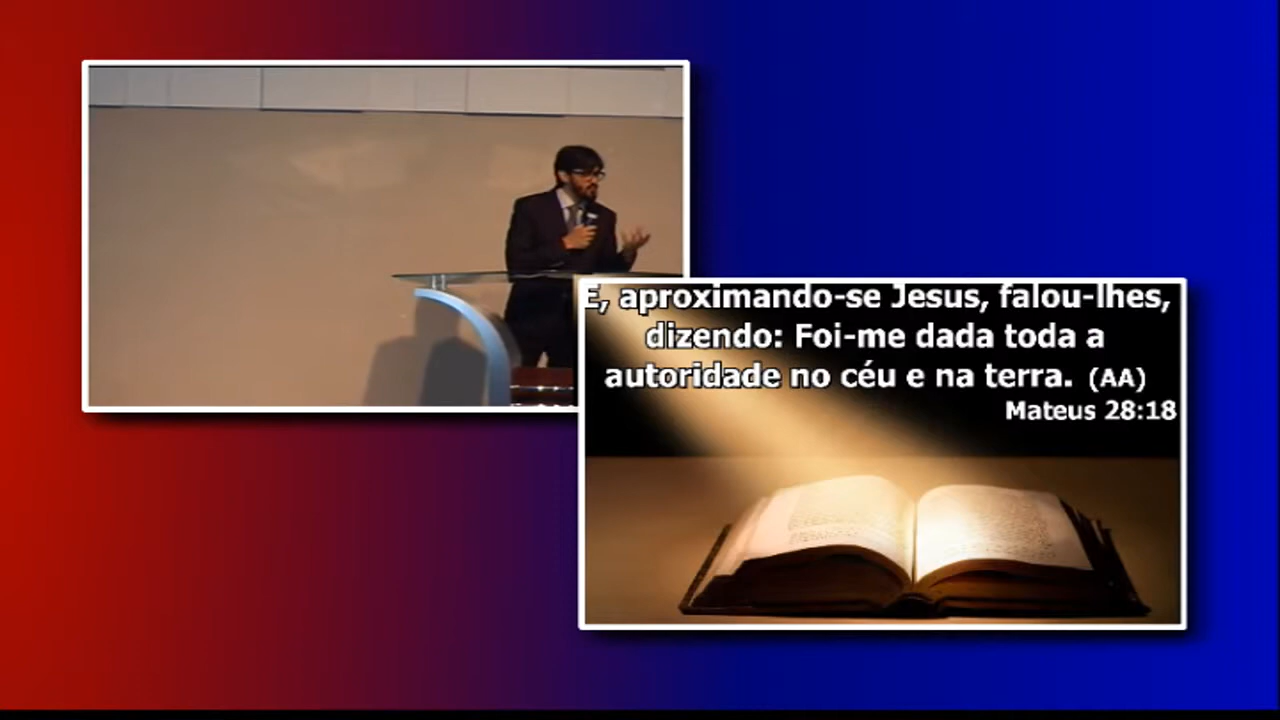 E, aproximando-se Jesus, falou-lhes,
dizendo: Foi-me dada toda a
autoridade no céu e na terra. (AA)
Mateus 28:18